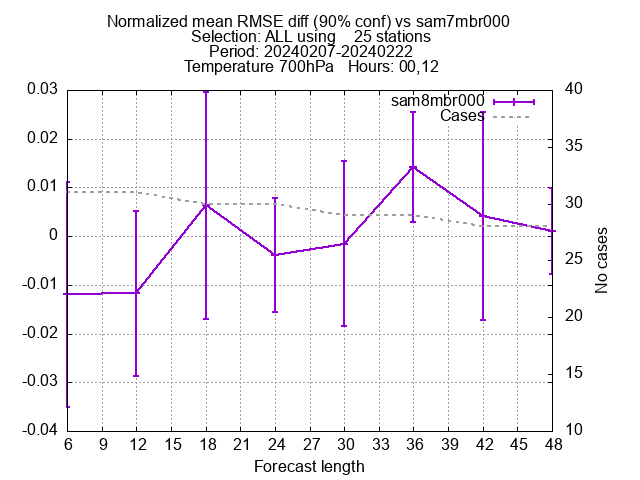 Normalized mean RMSE diff (90% conf) vs sam7mbr000
Selection: ALL using    25 stations
Period: 20240207-20240222
Temperature 700hPa   Hours: 00,12
sam8mbr000
Cases
0.03
0.02
0.01
0
-0.01
-0.02
-0.03
-0.04
40
35
30
25
20
15
10
No cases
6 9 12 15 18 21 24 27 30 33 36 39 42 45 48
Forecast length